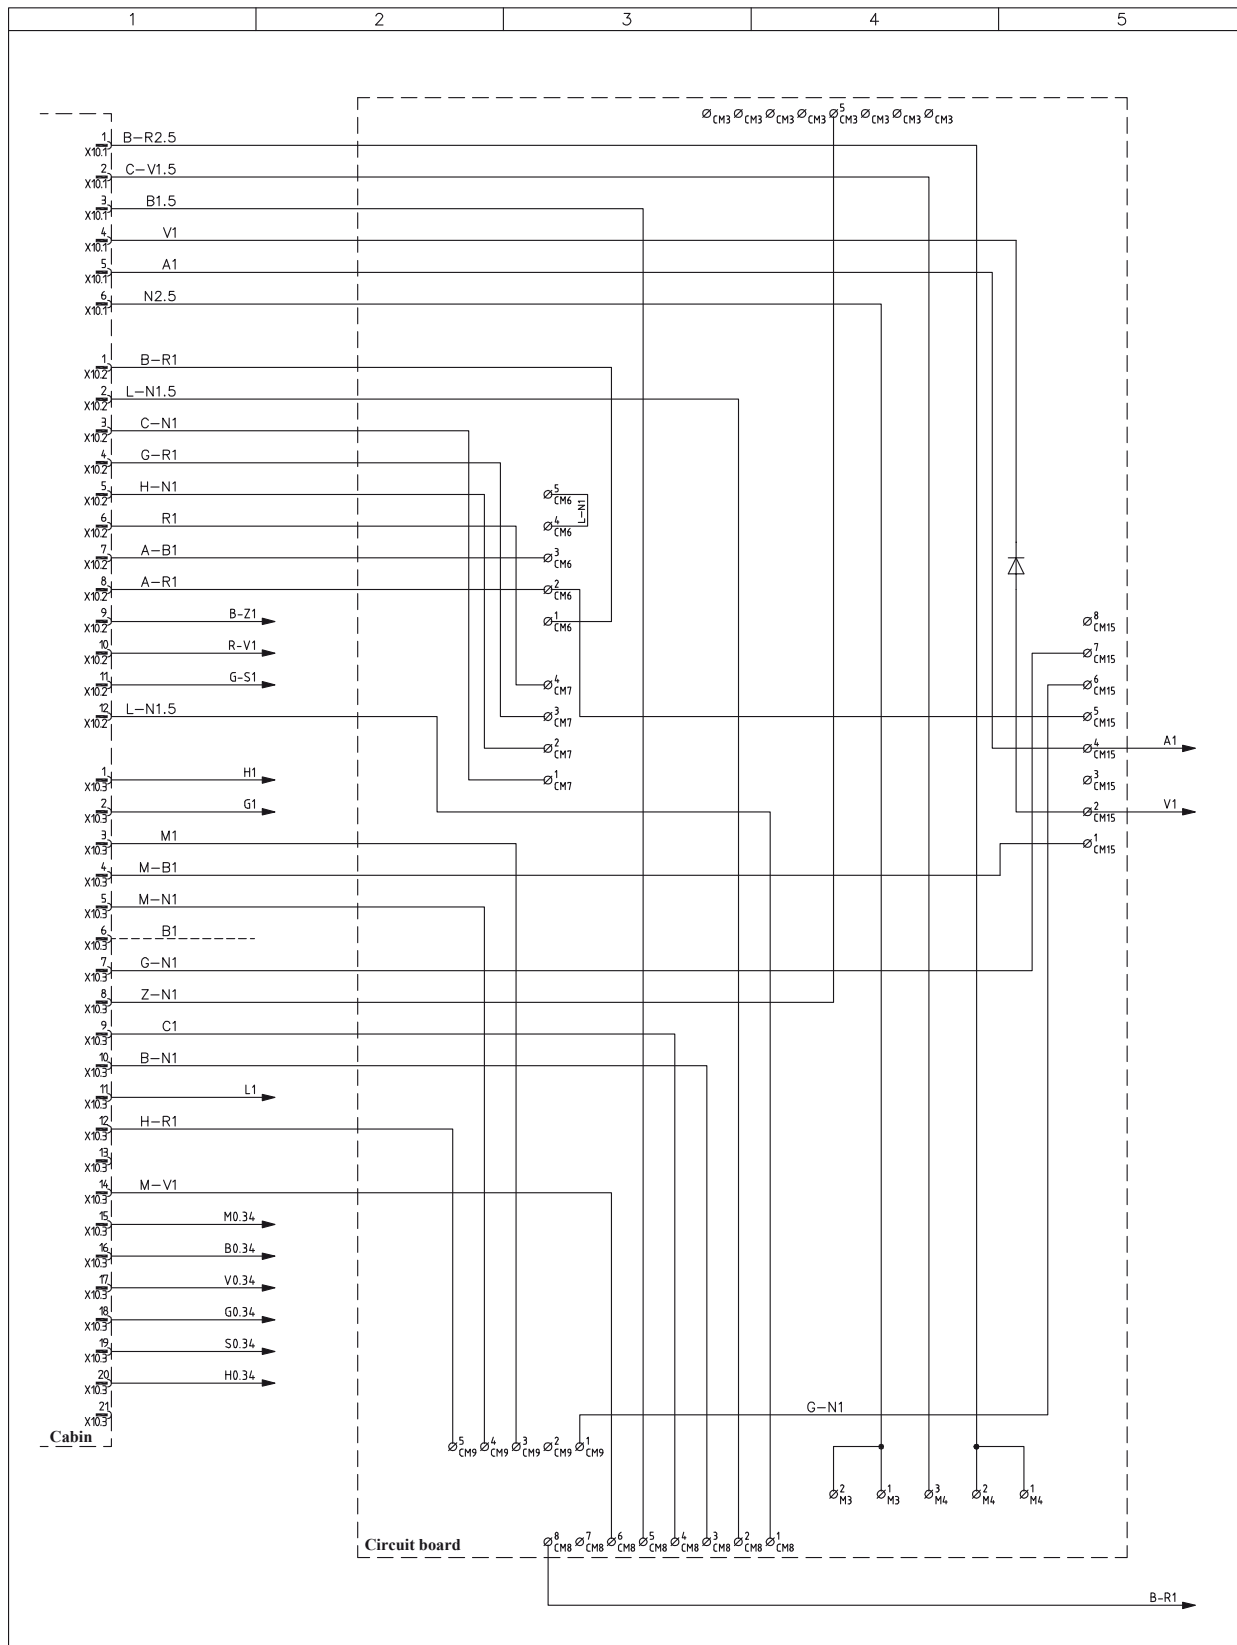 1 2 3 4 5
CM3 CM3 CM3 CM3 5 CM3 CM3 CM3 CM3
1 X10.1 B-R2.5
2 X10.1 C-V1.5
3 X10.1 B1.5
4 X10.1 V1
5 X10.1 A1
6 X10.1 N2.5
1 X10.2 B-R1
2 X10.2 L-N1.5
3 X10.2 C-N1
4 X10.2 G-R1
5 X10.2 H-N1 5 CM6
L-N1
6 X10.2 R1 4 CM6
7 X10.2 A-B1 3 CM6
8 X10.2 A-R1 2 CM6
9 X10.2 B-Z1 1 CM6 8 CM15
10 X10.2 R-V1 7 CM15
11 X10.2 G-S1 4 CM7 6 CM15
12 X10.2 L-N1.5 3 CM7 5 CM15
2 CM7 4 CM15 A1
1 X10.3 H1 1 CM7 3 CM15
2 X10.3 G1 2 CM15 V1
3 X10.3 M1 1 CM15
4 X10.3 M-B1
5 X10.3 M-N1
6 X10.3 B1
7 X10.3 G-N1
8 X10.3 Z-N1
9 X10.3 C1
10 X10.3 B-N1
11 X10.3 L1
12 X10.3 H-R1
13 X10.3
14 X10.3 M-V1
15 X10.3 M0.34
16 X10.3 B0.34
17 X10.3 V0.34
18 X10.3 G0.34
19 X10.3 S0.34
20 X10.3 H0.34
21 X10.3 G-N1
Cabin
5 CM9 4 CM9 3 CM9 2 CM9 1 CM9
2 M3 1 M3 3 M4 2 M4 1 M4
Circuit board
8 CM8 7 CM8 6 CM8 5 CM8 4 CM8 3 CM8 2 CM8 1 CM8
B-R1